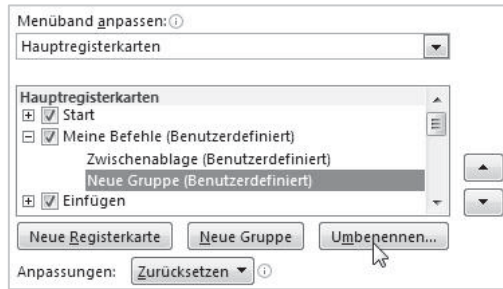 Menüband anpassen:
Hauptregisterkarten
Hauptregisterkarten
Start
Meine Befehle (Benutzerdefiniert)
Zwischenablage (Benutzerdefiniert)
Neue Gruppe (Benutzerdefiniert)
Einfügen
Neue Registerkarte Neue Gruppe Umbenennen...
Anpassungen: Zurücksetzen